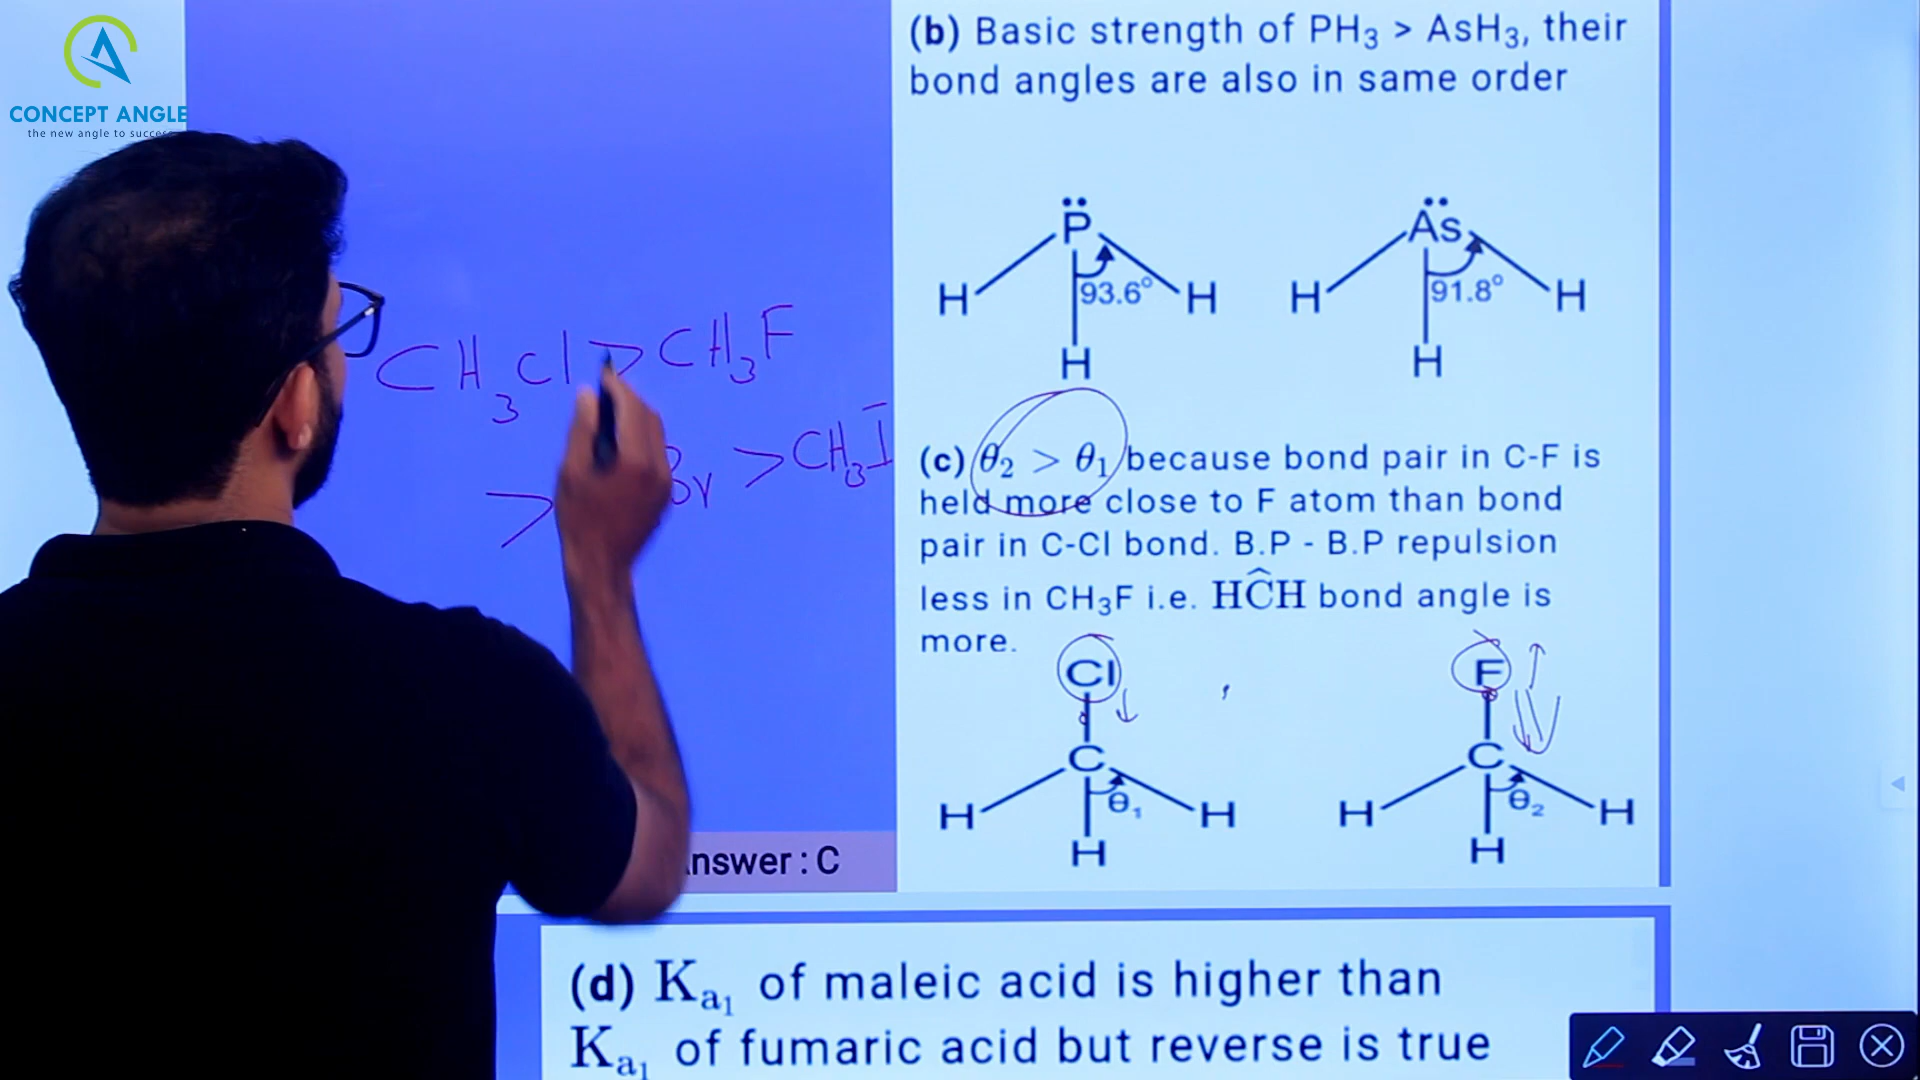 CONCEPT ANGLE
the new angle to success
(b) Basic strength of PH₃ > AsH₃, their
bond angles are also in same order
P
H
93.6°
H
H
As
H
91.8°
H
H
CH₃Cl > CH₃F
> Br > CH₃I
(c) θ₂ > θ₁ because bond pair in C-F is
held more close to F atom than bond
pair in C-Cl bond. B.P - B.P repulsion
less in CH₃F i.e. HĈH bond angle is
more.
Cl
C
H
θ₁
H
H
F
C
H
θ₂
H
H
nswer : C
(d) Kₐ₁ of maleic acid is higher than
Kₐ₁ of fumaric acid but reverse is true